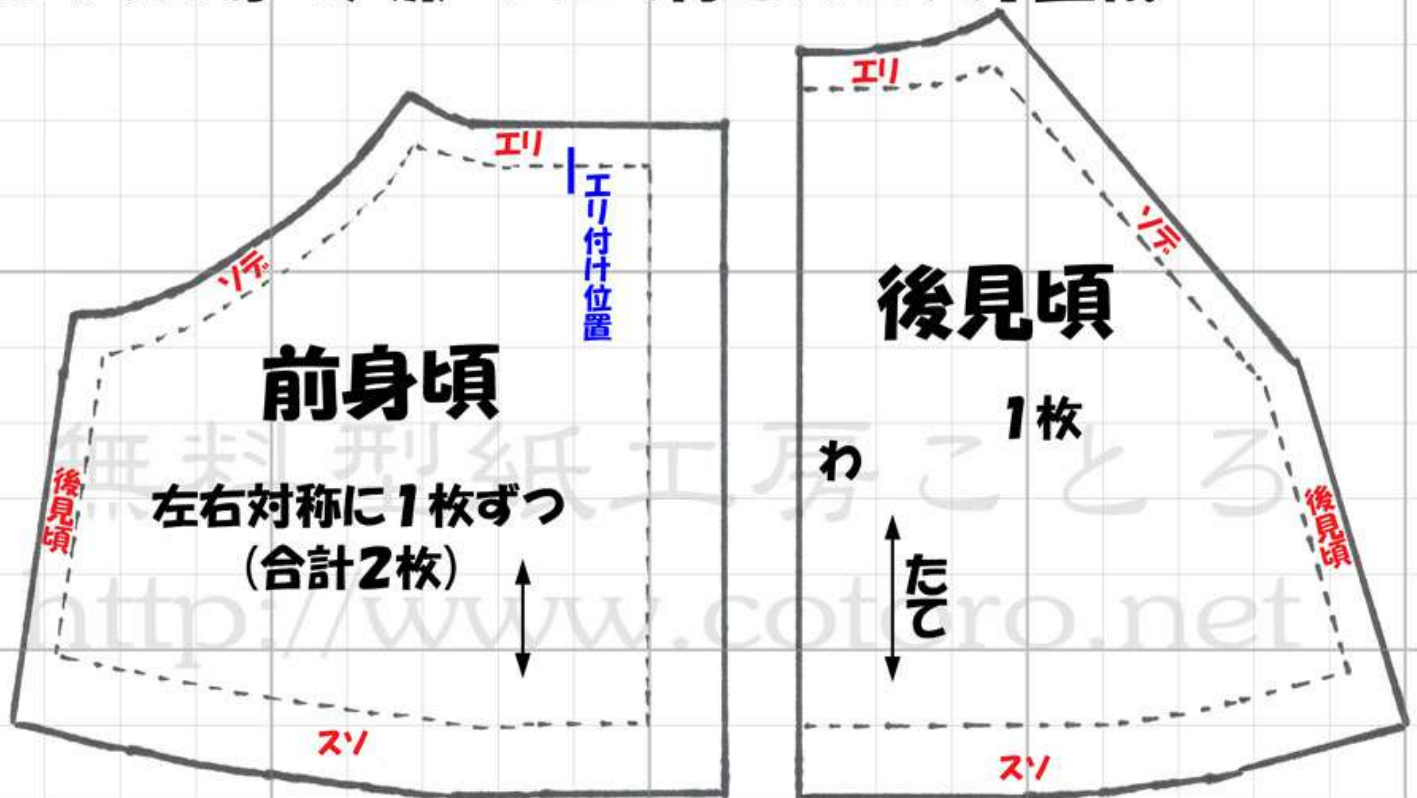 エリ
エリ付け位置
ソデ
前身頃
後見頃
左右対称に1枚ずつ
(合計2枚)
スソ
エリ
ソデ
後見頃
1枚
わ
たて
後見頃
スソ
無料型紙工房ことろ
http://www.cotoro.net